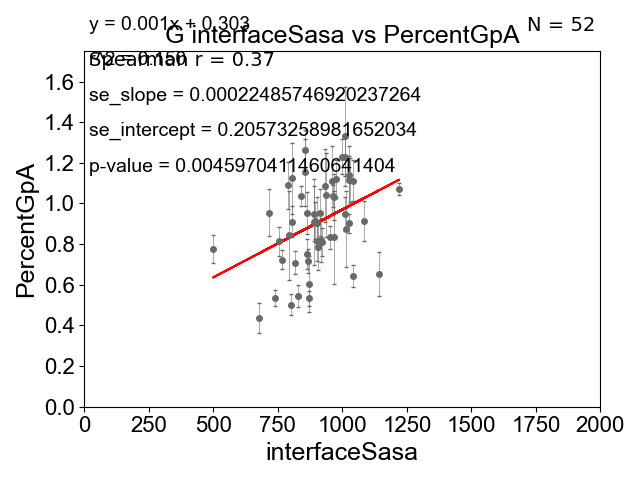 y = 0.001x + 0.303
N = 52
G interfaceSasa vs PercentGpA
Spearman r = 0.37
se_slope = 0.00022485746920237264
se_intercept = 0.20573258981652034
p-value = 0.0045970411460641404
PercentGpA
1.6
1.4
1.2
1.0
0.8
0.6
0.4
0.2
0.0
0 250 500 750 1000 1250 1500 1750 2000
interfaceSasa